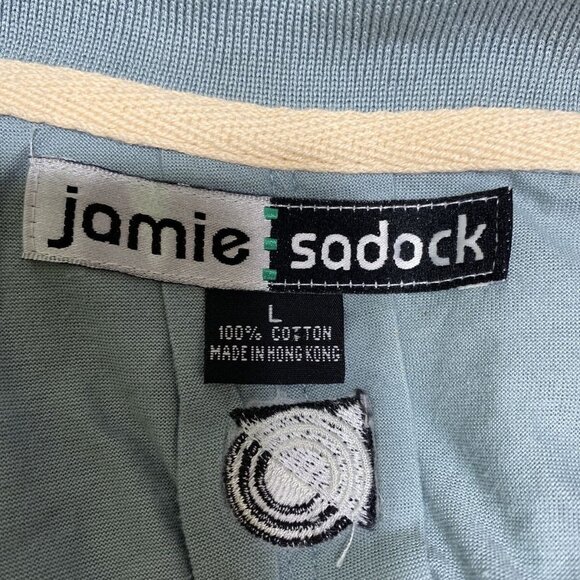 jamie sadock
L
100% COTTON
MADE IN HONG KONG